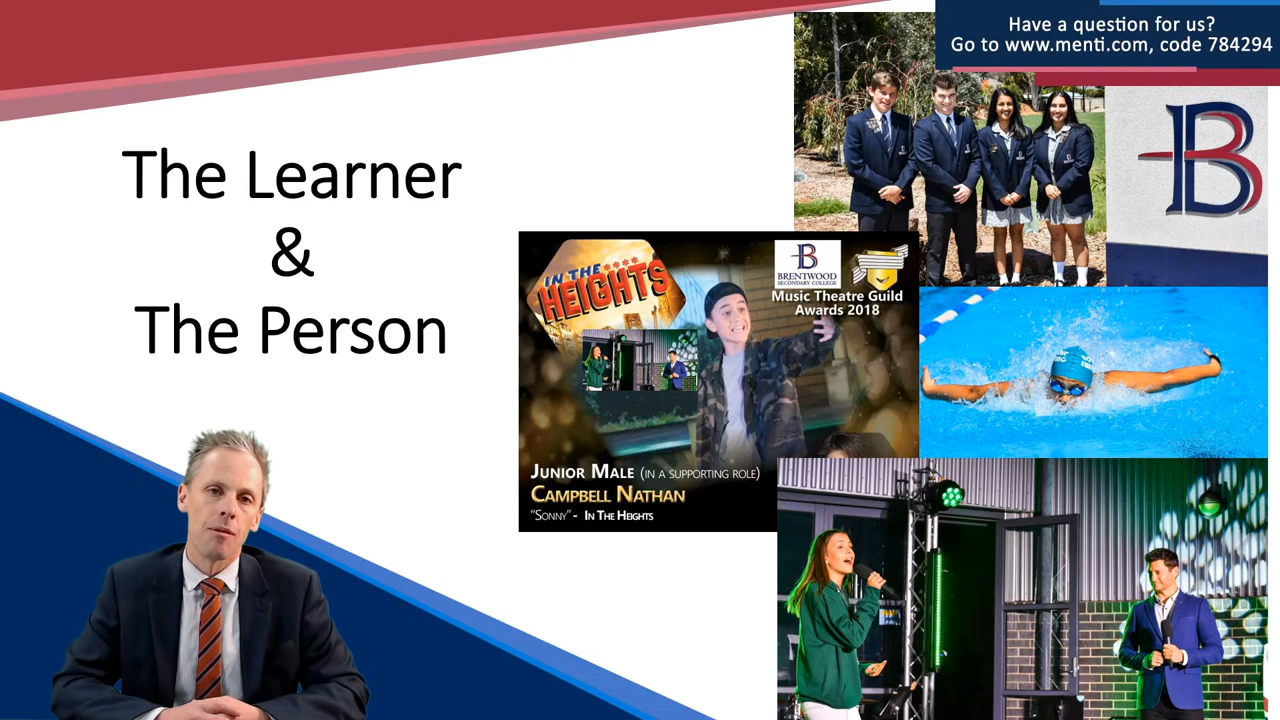 Have a question for us?
Go to www.menti.com, code 784294
The Learner
&
The Person
B
IN THE
HEIGHTS
B
BRENTWOOD
SECONDARY COLLEGE
Music Theatre Guild
Awards 2018
JUNIOR MALE (IN A SUPPORTING ROLE)
CAMPBELL NATHAN
"SONNY" - IN THE HEIGHTS